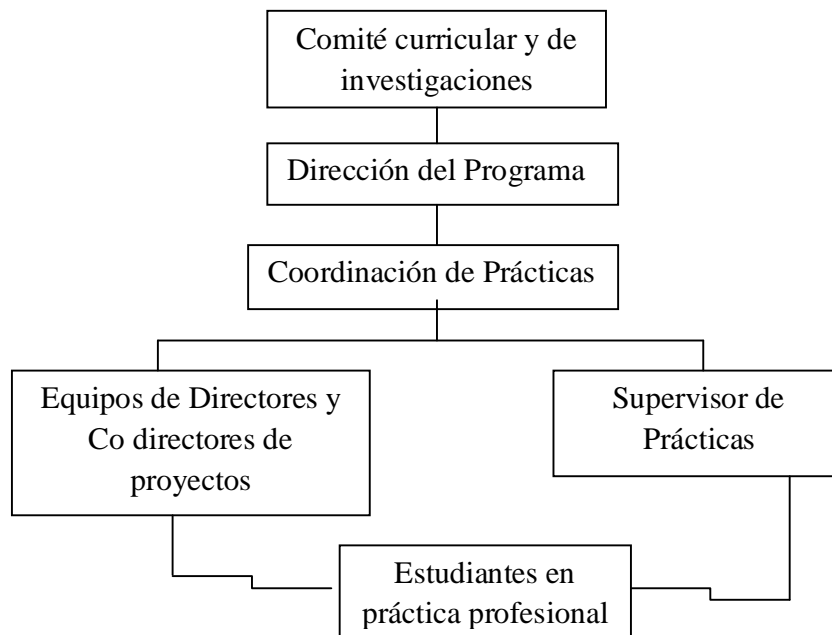 Comité curricular y de
investigaciones
Dirección del Programa
Coordinación de Prácticas
Equipos de Directores y
Co directores de
proyectos
Supervisor de
Prácticas
Estudiantes en
práctica profesional